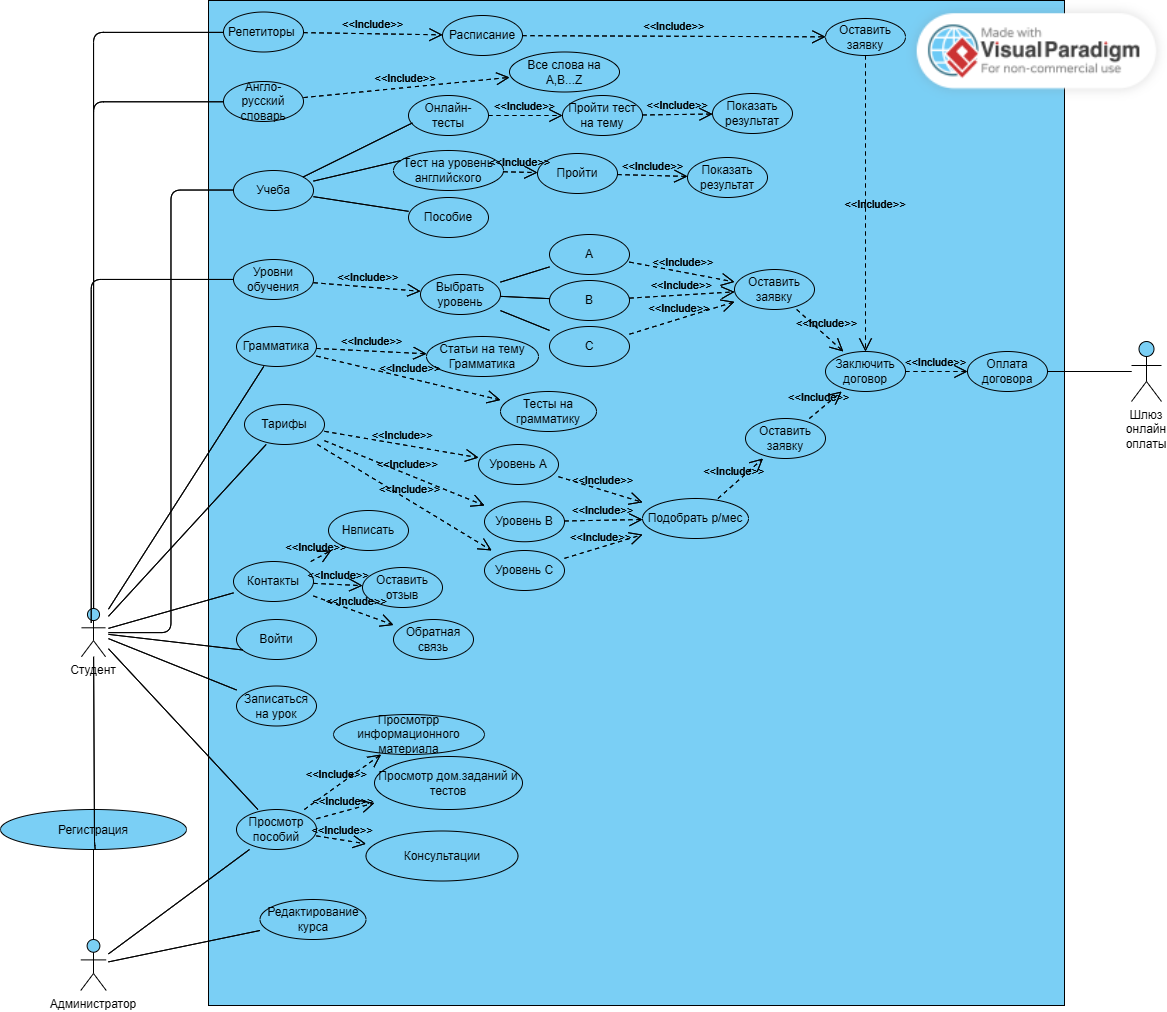 Репетиторы
<<Include>>
Расписание
<<Include>>
Оставить
заявку
Made with
VisualParadigm
For non-commercial use
Англо-
русский
словарь
<<Include>>
Все слова на
A,B...Z
Учеба
Онлайн-
тесты
<<Include>>
Пройти тест
на тему
<<Include>>
Показать
результат
Тест на уровень
английского
<<Include>>
Пройти
<<Include>>
Показать
результат
Пособие
<<Include>>
Уровни
обучения
<<Include>>
Выбрать
уровень
A
B
C
<<Include>>
<<Include>>
<<Include>>
Оставить
заявку
<<Include>>
Грамматика
<<Include>>
Статьи на тему
Грамматика
<<Include>>
Тесты на
грамматику
Заключить
договор
<<Include>>
Оплата
договора
Шлюз
онлайн
оплаты
Тарифы
<<Include>>
<<Include>>
<<Include>>
Уровень A
Уровень B
Уровень C
<<Include>>
<<Include>>
<<Include>>
Подобрать р/мес
<<Include>>
Оставить
заявку
<<Include>>
Контакты
<<Include>>
Нвписать
<<Include>>
Оставить
отзыв
<<Include>>
Обратная
связь
Студент
Войти
Записаться
на урок
Просмотр
пособий
<<Include>>
Просмотрр
информационного
материала
<<Include>>
Просмотр дом.заданий и
тестов
<<Include>>
Консультации
Регистрация
Редактирование
курса
Администратор